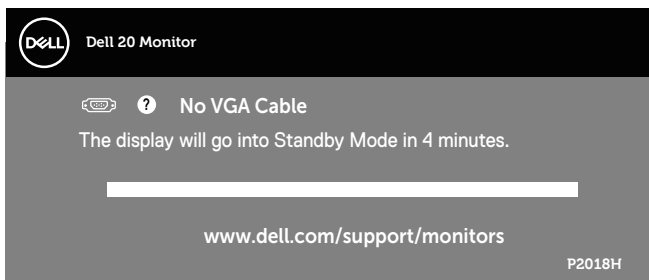 DELL
Dell 20 Monitor
? No VGA Cable
The display will go into Standby Mode in 4 minutes.
www.dell.com/support/monitors
P2018H